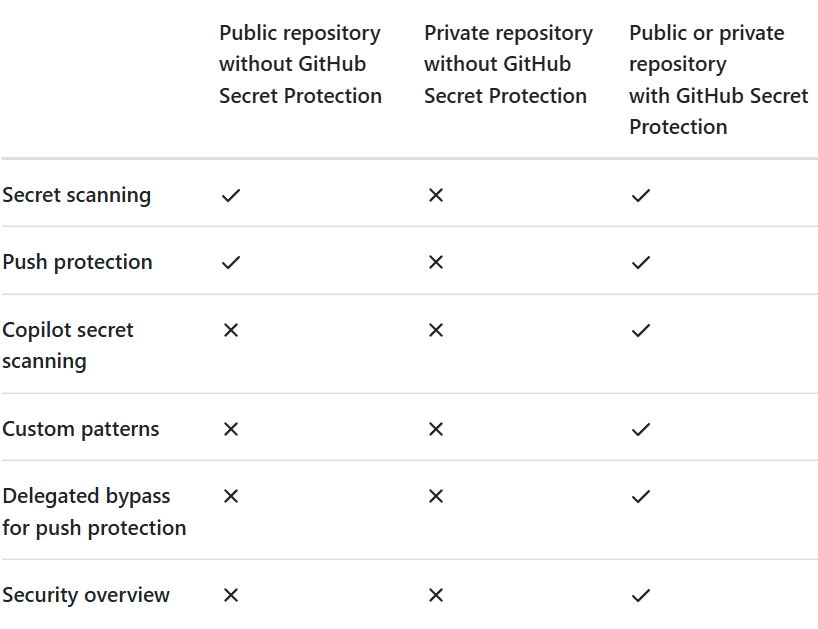 Public repository without GitHub Secret Protection
Private repository without GitHub Secret Protection
Public or private repository with GitHub Secret Protection
Secret scanning ✓ ✕ ✓
Push protection ✓ ✕ ✓
Copilot secret scanning ✕ ✕ ✓
Custom patterns ✕ ✕ ✓
Delegated bypass for push protection ✕ ✕ ✓
Security overview ✕ ✕ ✓